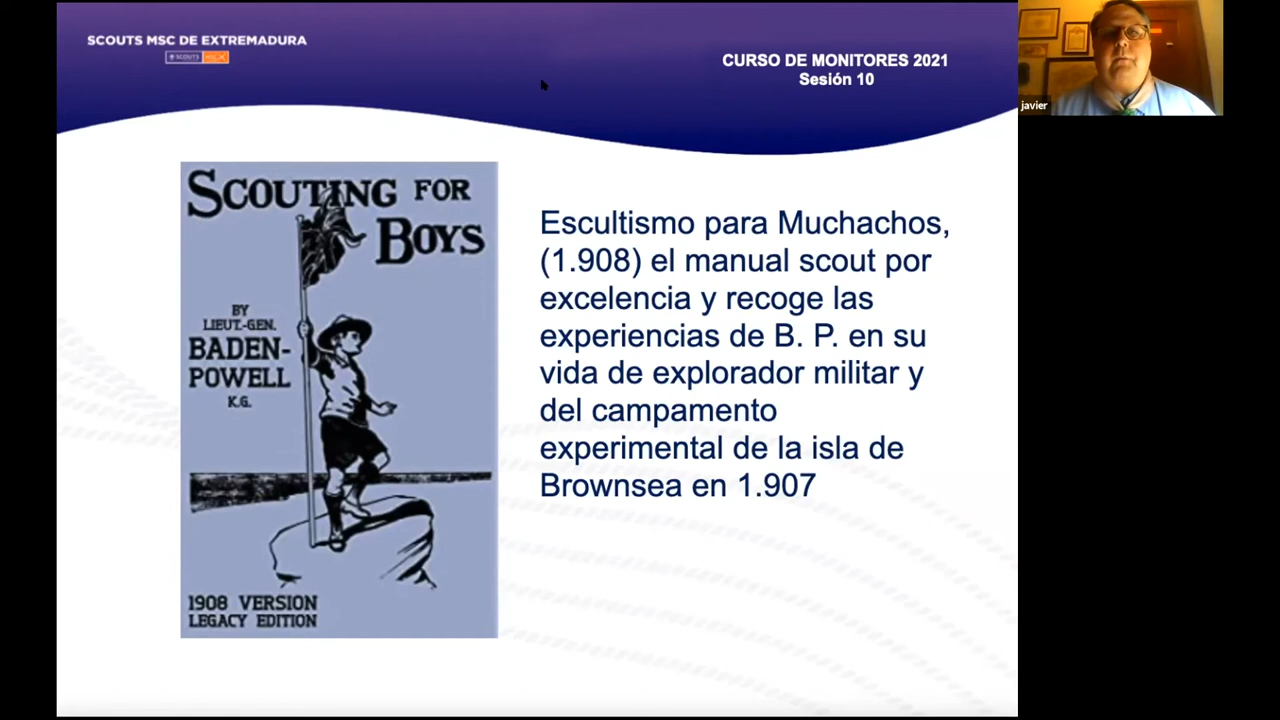 SCOUTS MSC DE EXTREMADURA
SCOUTS MSC
CURSO DE MONITORES 2021
Sesión 10
javier
SCOUTING FOR
BOYS
BY
LIEUT.-GEN.
BADEN-
POWELL
K.G.
1908 VERSION
LEGACY EDITION
Escultismo para Muchachos,
(1.908) el manual scout por
excelencia y recoge las
experiencias de B. P. en su
vida de explorador militar y
del campamento
experimental de la isla de
Brownsea en 1.907